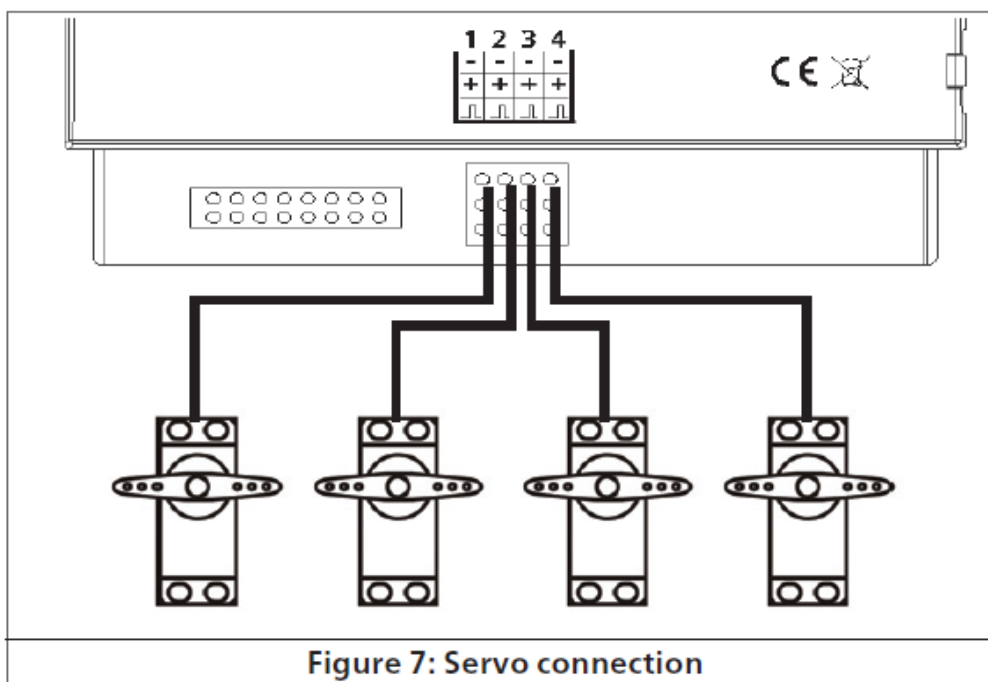 1 2 3 4
- - - -
+ + + +
CE
Figure 7: Servo connection